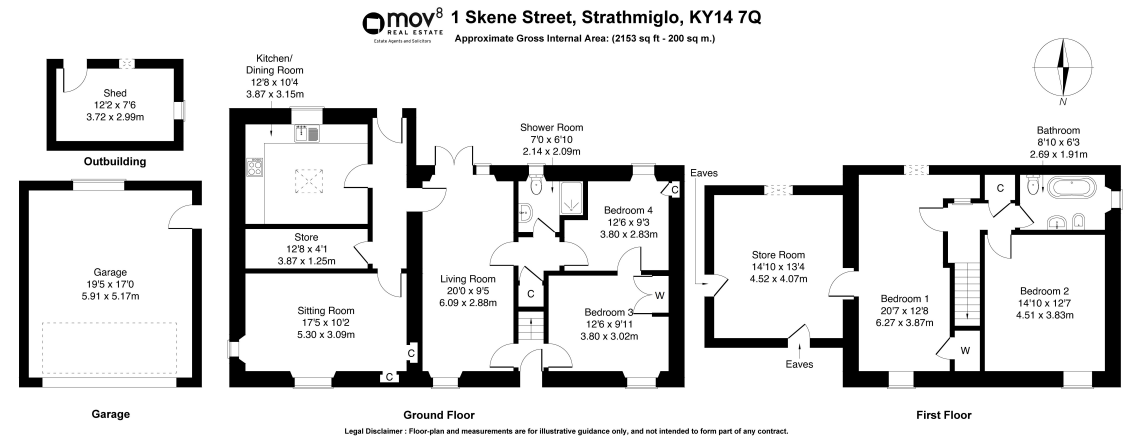 mov8
REAL ESTATE
Estate Agents and Solicitors
1 Skene Street, Strathmiglo, KY14 7Q
Approximate Gross Internal Area: (2153 sq ft - 200 sq m.)
Shed
12'2 x 7'6
3.72 x 2.99m
Outbuilding
Garage
19'5 x 17'0
5.91 x 5.17m
Garage
Kitchen/
Dining Room
12'8 x 10'4
3.87 x 3.15m
Store
12'8 x 4'1
3.87 x 1.25m
Sitting Room
17'5 x 10'2
5.30 x 3.09m
C
C
Living Room
20'0 x 9'5
6.09 x 2.88m
Shower Room
7'0 x 6'10
2.14 x 2.09m
C
Bedroom 4
12'6 x 9'3
3.80 x 2.83m
C
W
Bedroom 3
12'6 x 9'11
3.80 x 3.02m
Ground Floor
Eaves
Store Room
14'10 x 13'4
4.52 x 4.07m
Eaves
Bedroom 1
20'7 x 12'8
6.27 x 3.87m
W
C
Bathroom
8'10 x 6'3
2.69 x 1.91m
Bedroom 2
14'10 x 12'7
4.51 x 3.83m
First Floor
N
Legal Disclaimer : Floor-plan and measurements are for illustrative guidance only, and not intended to form part of any contract.